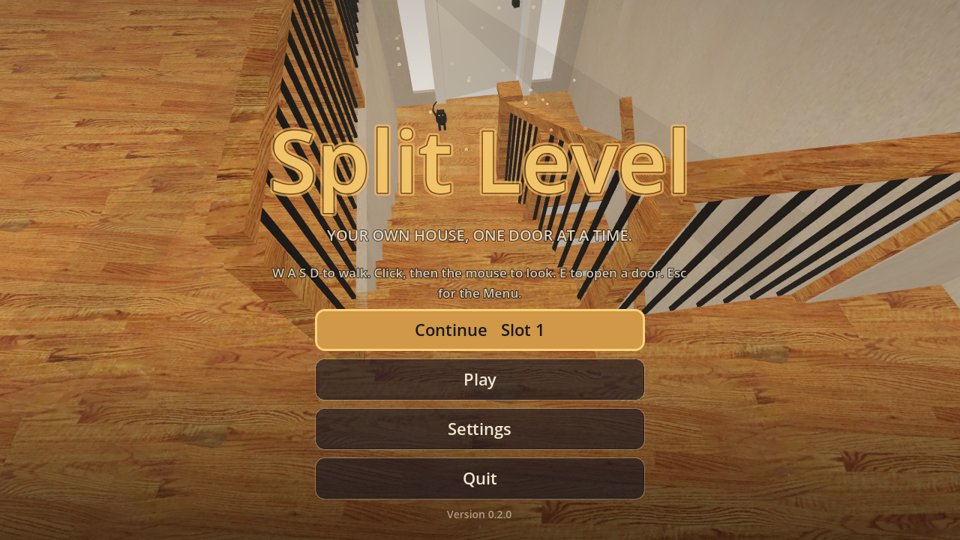 Split Level
YOUR OWN HOUSE, ONE DOOR AT A TIME.
W A S D to walk. Click, then the mouse to look. E to open a door. Esc
for the Menu.
Continue Slot 1
Play
Settings
Quit
Version 0.2.0